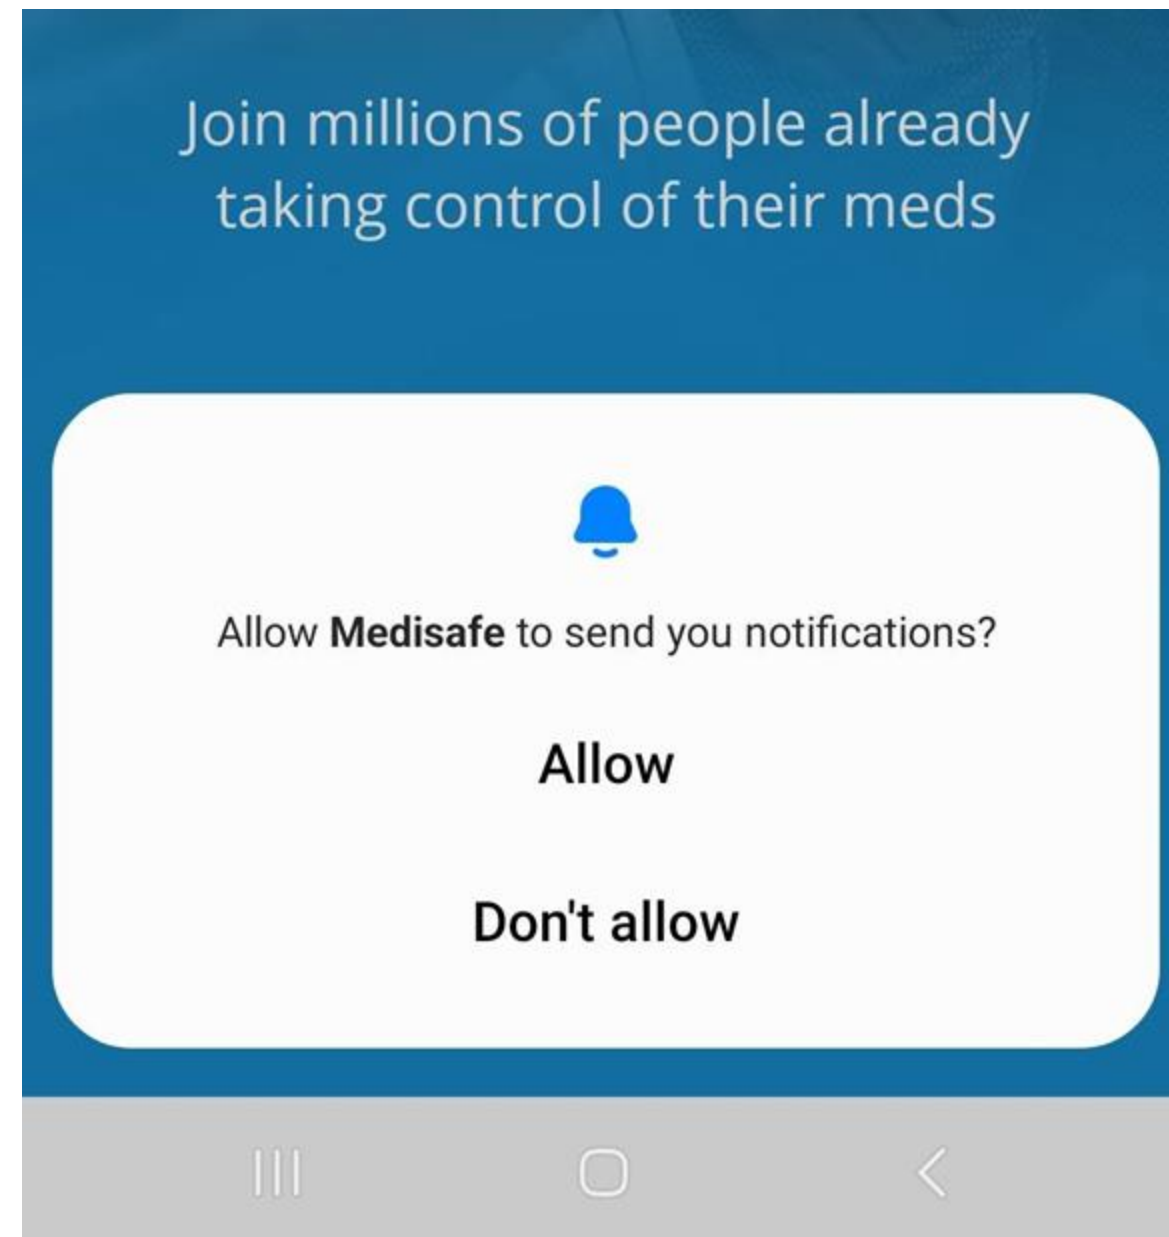 Join millions of people already
taking control of their meds
Allow Medisafe to send you notifications?
Allow
Don't allow